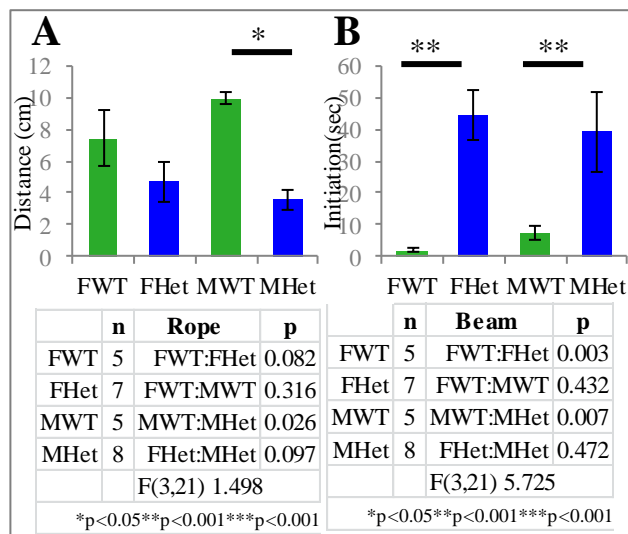 A
*
Distance (cm)
12
10
8
6
4
2
0
FWT FHet MWT MHet
n Rope p
FWT 5 FWT:FHet 0.082
FHet 7 FWT:MWT 0.316
MWT 5 MWT:MHet 0.026
MHet 8 FHet:MHet 0.097
F(3,21) 1.498
*p<0.05**p<0.001***p<0.001
B
** **
Initiation(sec)
60
50
40
30
20
10
0
FWT FHet MWT MHet
n Beam p
FWT 5 FWT:FHet 0.003
FHet 7 FWT:MWT 0.432
MWT 5 MWT:MHet 0.007
MHet 8 FHet:MHet 0.472
F(3,21) 5.725
*p<0.05**p<0.001***p<0.001